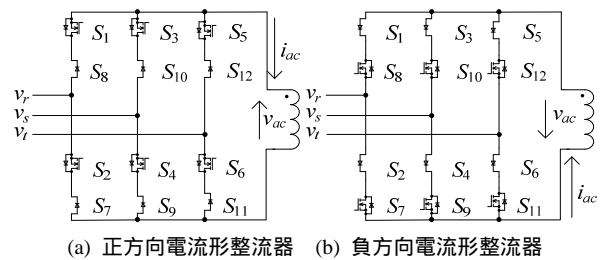 S1 S3 S5 iac
S8 S10 S12
vr
vs
vt
vac
S2 S4 S6
S7 S9 S11
S1 S3 S5
S8 S10 S12
vr
vs
vt
vac
S2 S4 S6
iac
S7 S9 S11
(a) 正方向電流形整流器 (b) 負方向電流形整流器